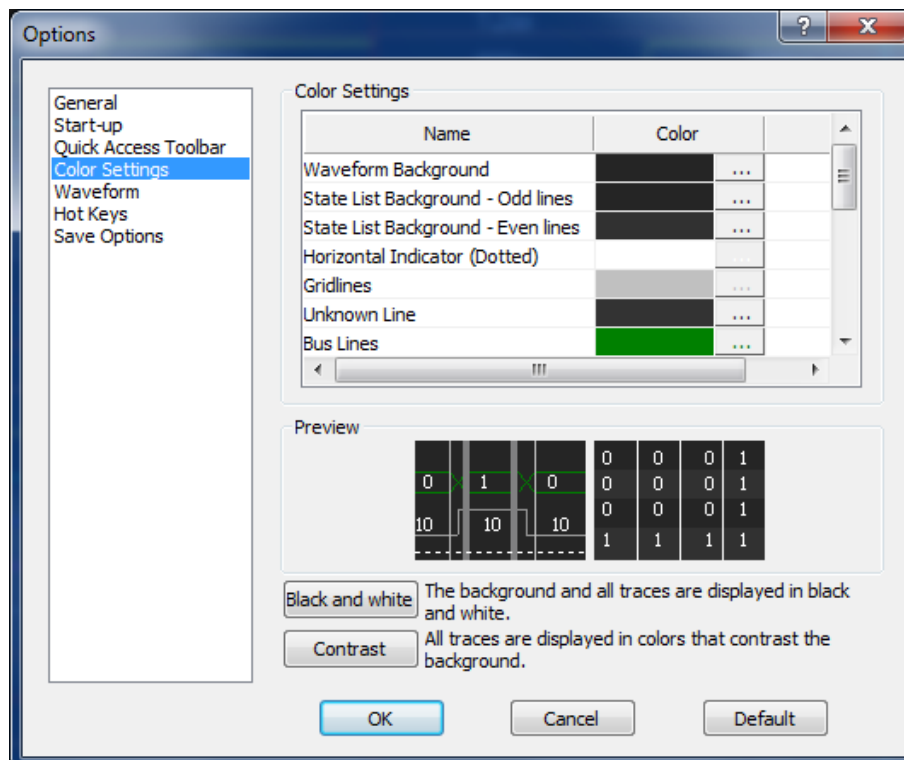 Options
?
X
General
Start-up
Quick Access Toolbar
Color Settings
Waveform
Hot Keys
Save Options
Color Settings
Name Color
Waveform Background ...
State List Background - Odd lines ...
State List Background - Even lines ...
Horizontal Indicator (Dotted) ...
Gridlines ...
Unknown Line ...
Bus Lines ...
Preview
0 1 0
10 10 10
0 0 0 1
0 0 0 1
0 0 0 1
1 1 1 1
Black and white
The background and all traces are displayed in black
and white.
Contrast
All traces are displayed in colors that contrast the
background.
OK Cancel Default